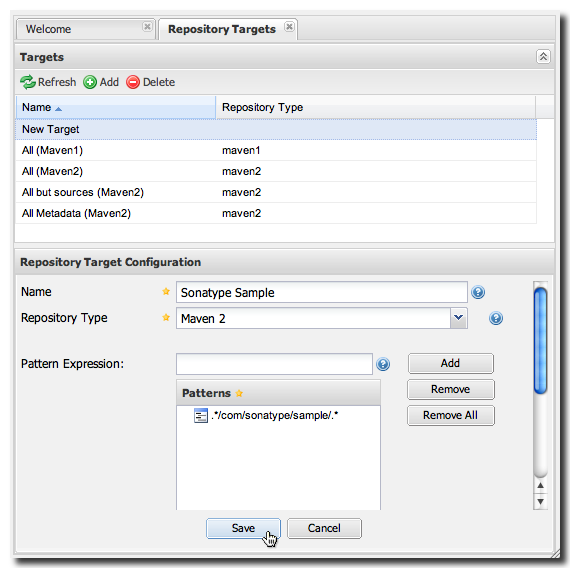 Welcome Repository Targets
Targets
Refresh Add Delete
Name Repository Type
New Target
All (Maven1) maven1
All (Maven2) maven2
All but sources (Maven2) maven2
All Metadata (Maven2) maven2
Repository Target Configuration
Name Sonatype Sample
Repository Type Maven 2
Pattern Expression: Add
Patterns Remove
.*/com/sonatype/sample/.* Remove All
Save Cancel